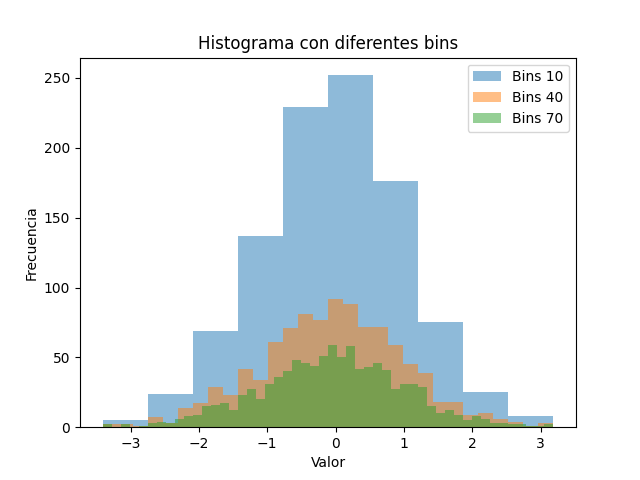 Histograma con diferentes bins
Bins 10
Bins 40
Bins 70
Frecuencia
250
200
150
100
50
0
−3
−2
−1
0
1
2
3
Valor